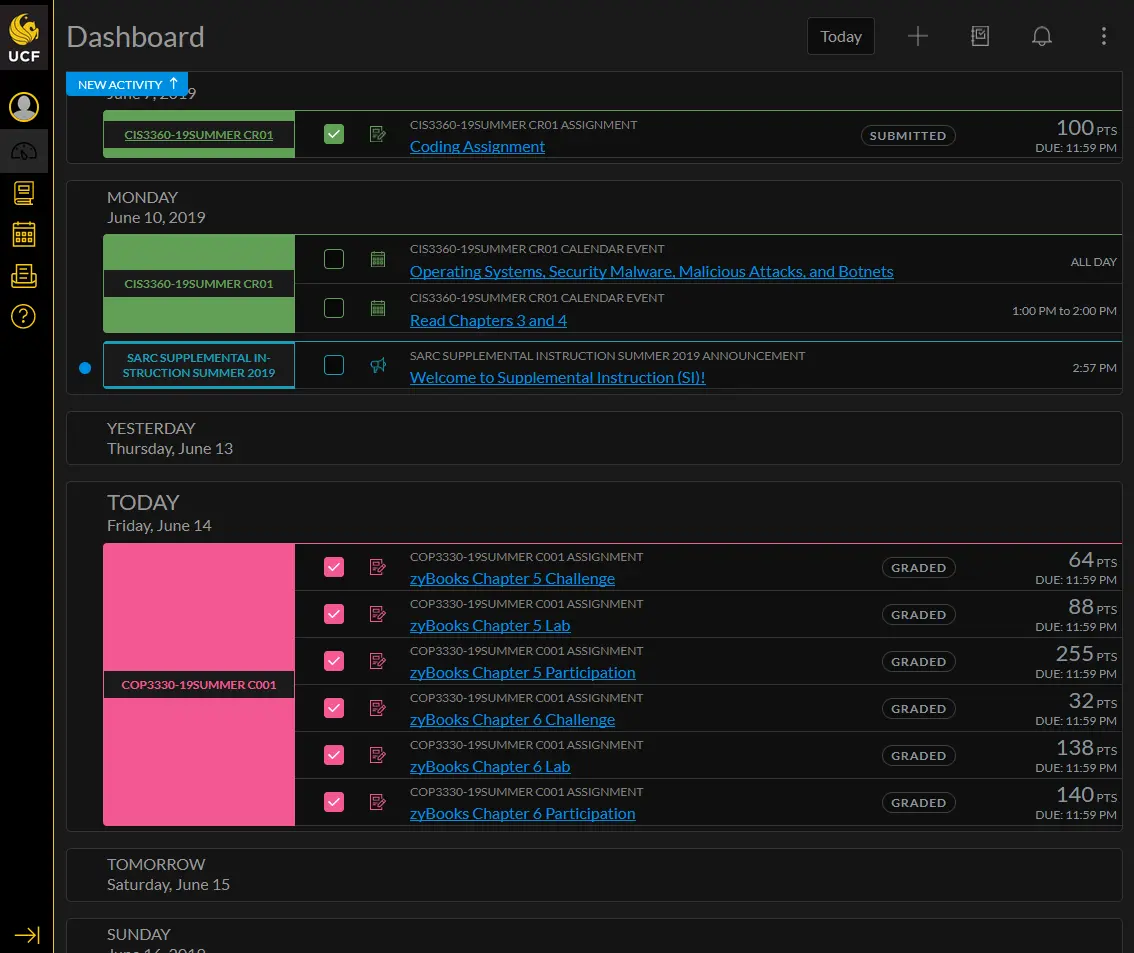 UCF
Dashboard
Today
NEW ACTIVITY
June 7, 2019
CIS3360-19SUMMER CR01
CIS3360-19SUMMER CR01 ASSIGNMENT
Coding Assignment
SUBMITTED
100 PTS
DUE: 11:59 PM
MONDAY
June 10, 2019
CIS3360-19SUMMER CR01
CIS3360-19SUMMER CR01 CALENDAR EVENT
Operating Systems, Security Malware, Malicious Attacks, and Botnets
ALL DAY
CIS3360-19SUMMER CR01 CALENDAR EVENT
Read Chapters 3 and 4
1:00 PM to 2:00 PM
SARC SUPPLEMENTAL IN-
STRUCTION SUMMER 2019
SARC SUPPLEMENTAL INSTRUCTION SUMMER 2019 ANNOUNCEMENT
Welcome to Supplemental Instruction (SI)!
2:57 PM
YESTERDAY
Thursday, June 13
TODAY
Friday, June 14
COP3330-19SUMMER C001
COP3330-19SUMMER C001 ASSIGNMENT
zyBooks Chapter 5 Challenge
GRADED
64 PTS
DUE: 11:59 PM
COP3330-19SUMMER C001 ASSIGNMENT
zyBooks Chapter 5 Lab
GRADED
88 PTS
DUE: 11:59 PM
COP3330-19SUMMER C001 ASSIGNMENT
zyBooks Chapter 5 Participation
GRADED
255 PTS
DUE: 11:59 PM
COP3330-19SUMMER C001 ASSIGNMENT
zyBooks Chapter 6 Challenge
GRADED
32 PTS
DUE: 11:59 PM
COP3330-19SUMMER C001 ASSIGNMENT
zyBooks Chapter 6 Lab
GRADED
138 PTS
DUE: 11:59 PM
COP3330-19SUMMER C001 ASSIGNMENT
zyBooks Chapter 6 Participation
GRADED
140 PTS
DUE: 11:59 PM
TOMORROW
Saturday, June 15
SUNDAY
June 16, 2019